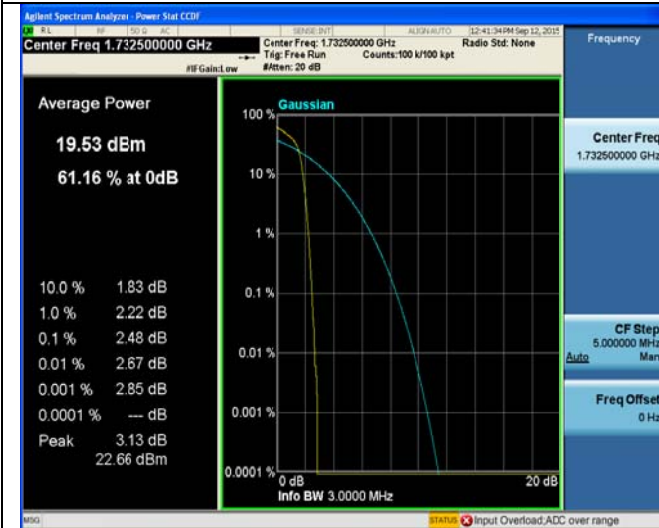 Agilent Spectrum Analyzer - Power Stat CCDF
RL RF 50 Ω AC SENSE:INT ALIGN AUTO 12:41:34 PM Sep 12, 2015
Center Freq 1.732500000 GHz
Center Freq: 1.732500000 GHz Radio Std: None
Trig: Free Run Counts:100 k/100 kpt
#IFGain:Low #Atten: 20 dB
Frequency
Average Power
19.53 dBm
61.16 % at 0dB
10.0 % 1.83 dB
1.0 % 2.22 dB
0.1 % 2.48 dB
0.01 % 2.67 dB
0.001 % 2.85 dB
0.0001 % --- dB
Peak 3.13 dB
22.66 dBm
Gaussian
100 %
10 %
1 %
0.1 %
0.01 %
0.001 %
0.0001 %
0 dB 20 dB
Info BW 3.0000 MHz
Center Freq
1.732500000 GHz
CF Step
5.000000 MHz
Auto Man
Freq Offset
0 Hz
MSG STATUS Input Overload;ADC over range